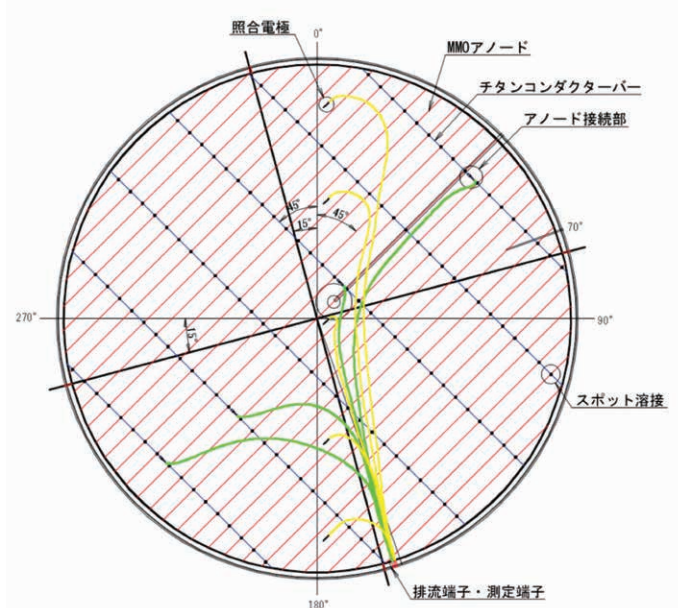 照合電極
0°
MMOアノード
チタンコンダクターバー
アノード接続部
45°
45°
15°
70°
270°
90°
15°
スポット溶接
排流端子・測定端子
180°